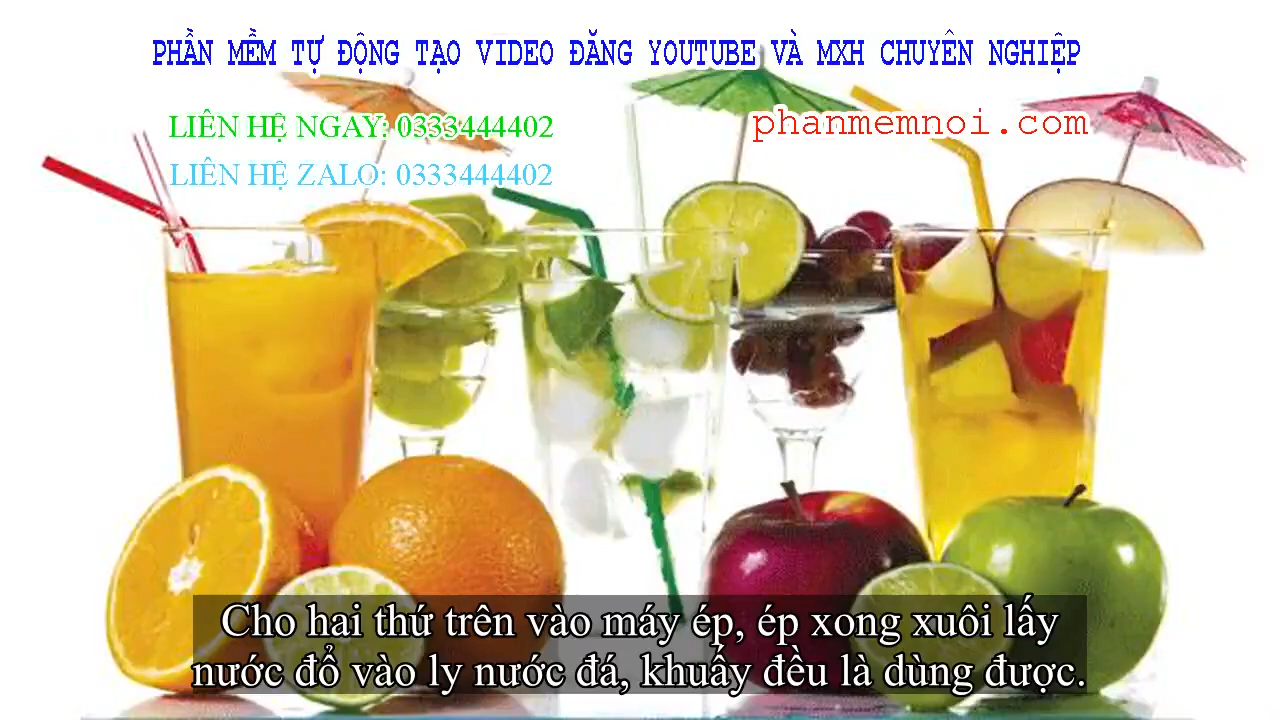 PHẦN MỀM TỰ ĐỘNG TẠO VIDEO ĐĂNG YOUTUBE VÀ MXH CHUYÊN NGHIỆP
LIÊN HỆ NGAY: 0333444402
phanmemnoi.com
LIÊN HỆ ZALO: 0333444402
Cho hai thứ trên vào máy ép, ép xong xuôi lấy
nước đổ vào ly nước đá, khuấy đều là dùng được.